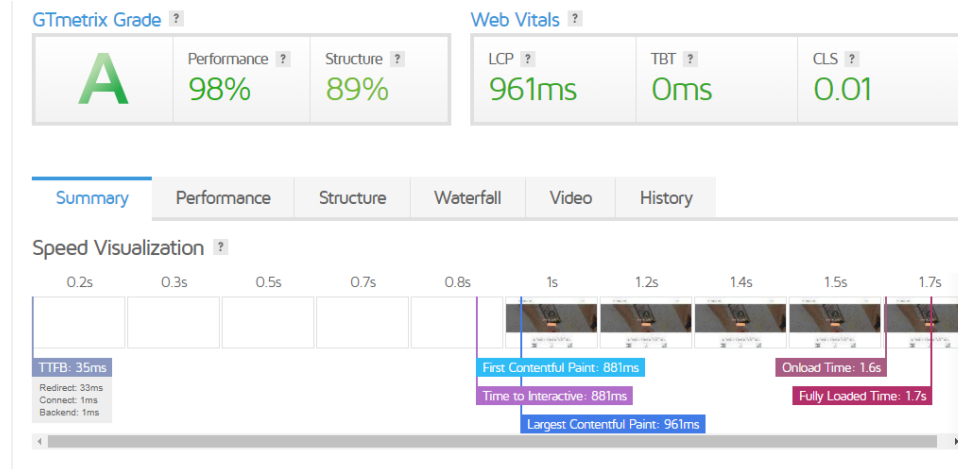 GTmetrix Grade ?
Web Vitals ?
A
Performance ?
98%
Structure ?
89%
LCP ?
961ms
TBT ?
0ms
CLS ?
0.01
Summary
Performance
Structure
Waterfall
Video
History
Speed Visualization ?
0.2s 0.3s 0.5s 0.7s 0.8s 1s 1.2s 1.4s 1.5s 1.7s
TTFB: 35ms
Redirect: 33ms
Connect: 1ms
Backend: 1ms
First Contentful Paint: 881ms
Time to Interactive: 881ms
Largest Contentful Paint: 961ms
Onload Time: 1.6s
Fully Loaded Time: 1.7s